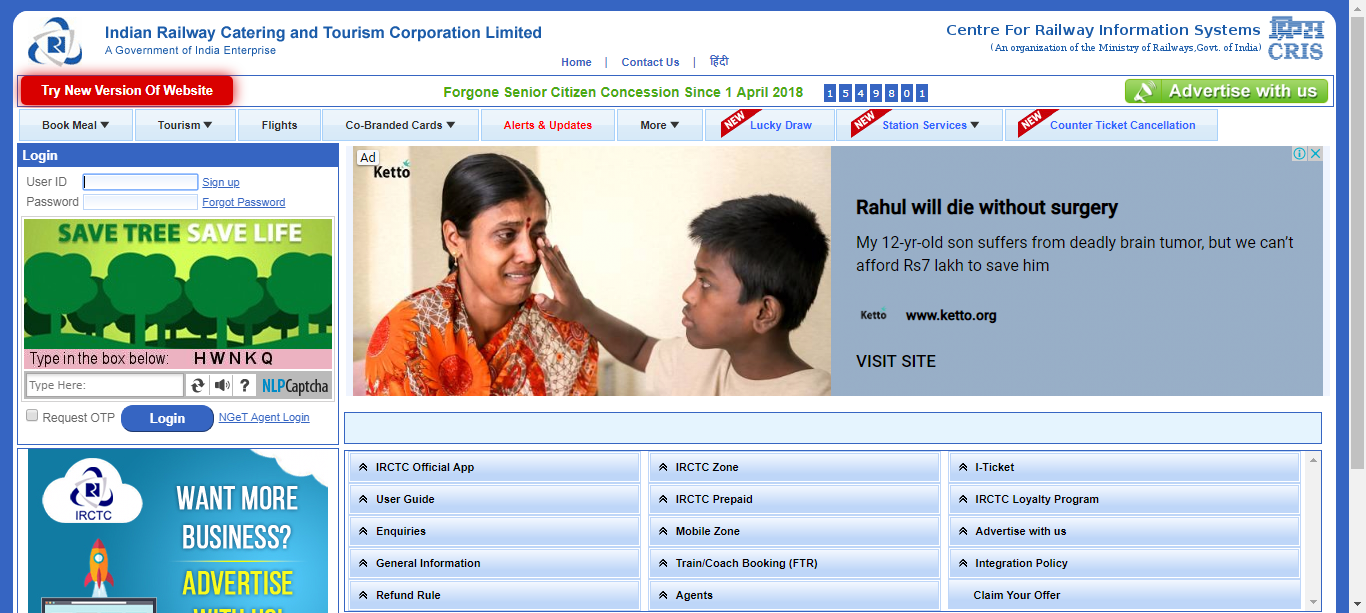 Indian Railway Catering and Tourism Corporation Limited
A Government of India Enterprise
Centre For Railway Information Systems
(An organization of the Ministry of Railways,Govt. of India)
CRIS
Home | Contact Us | हिंदी
Try New Version Of Website
Forgone Senior Citizen Concession Since 1 April 2018 1 5 4 9 8 0 1
Advertise with us
Book Meal Tourism Flights Co-Branded Cards Alerts & Updates More NEW Lucky Draw NEW Station Services NEW Counter Ticket Cancellation
Login
User ID Sign up
Password Forgot Password
SAVE TREE SAVE LIFE
Type in the box below: H W N K Q
Type Here: ? NLPCaptcha
Request OTP Login NGeT Agent Login
Ad
Ketto
Rahul will die without surgery
My 12-yr-old son suffers from deadly brain tumor, but we can't
afford Rs7 lakh to save him
Ketto www.ketto.org
VISIT SITE
IRCTC
WANT MORE
BUSINESS?
ADVERTISE
WITH US!
IRCTC Official App IRCTC Zone I-Ticket
User Guide IRCTC Prepaid IRCTC Loyalty Program
Enquiries Mobile Zone Advertise with us
General Information Train/Coach Booking (FTR) Integration Policy
Refund Rule Agents Claim Your Offer